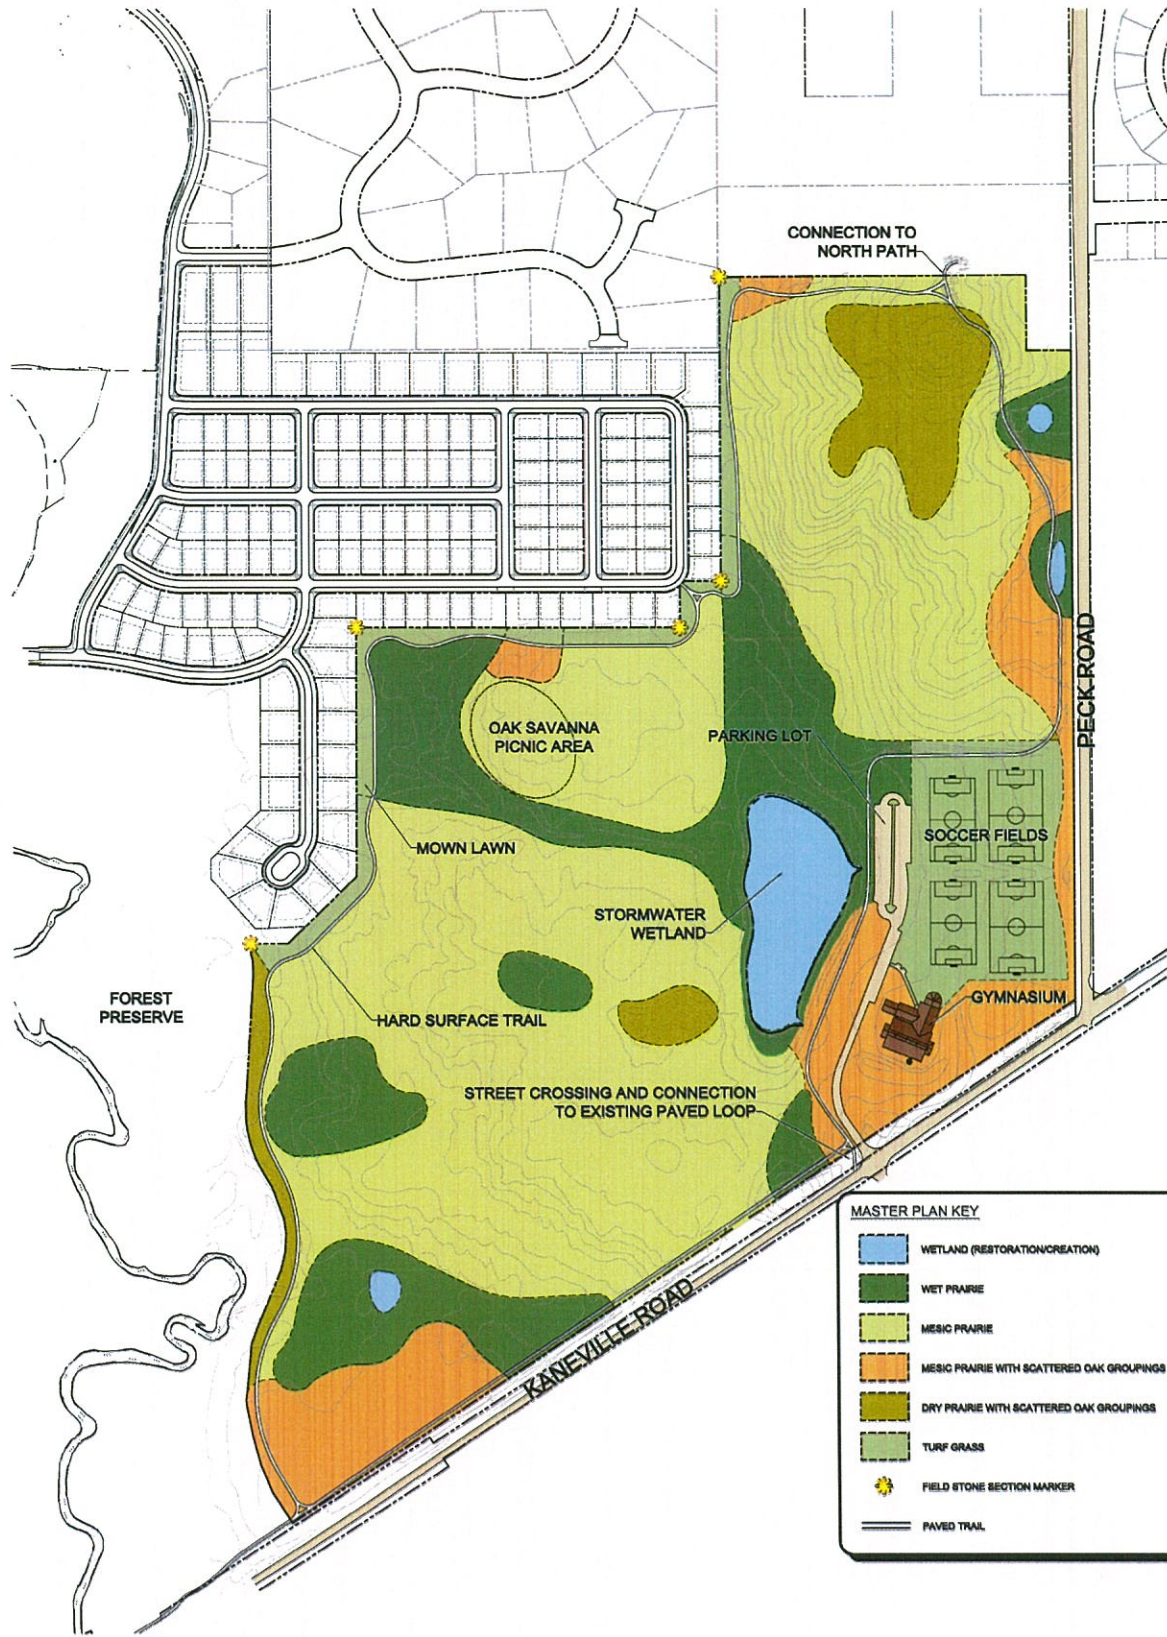 CONNECTION TO
NORTH PATH
PECK ROAD
OAK SAVANNA
PICNIC AREA
PARKING LOT
SOCCER FIELDS
MOWN LAWN
STORMWATER
WETLAND
FOREST
PRESERVE
GYMNASIUM
HARD SURFACE TRAIL
STREET CROSSING AND CONNECTION
TO EXISTING PAVED LOOP
KANEVILLE ROAD
MASTER PLAN KEY
WETLAND (RESTORATION/CREATION)
WET PRAIRIE
MESIC PRAIRIE
MESIC PRAIRIE WITH SCATTERED OAK GROUPINGS
DRY PRAIRIE WITH SCATTERED OAK GROUPINGS
TURF GRASS
FIELD STONE SECTION MARKER
PAVED TRAIL